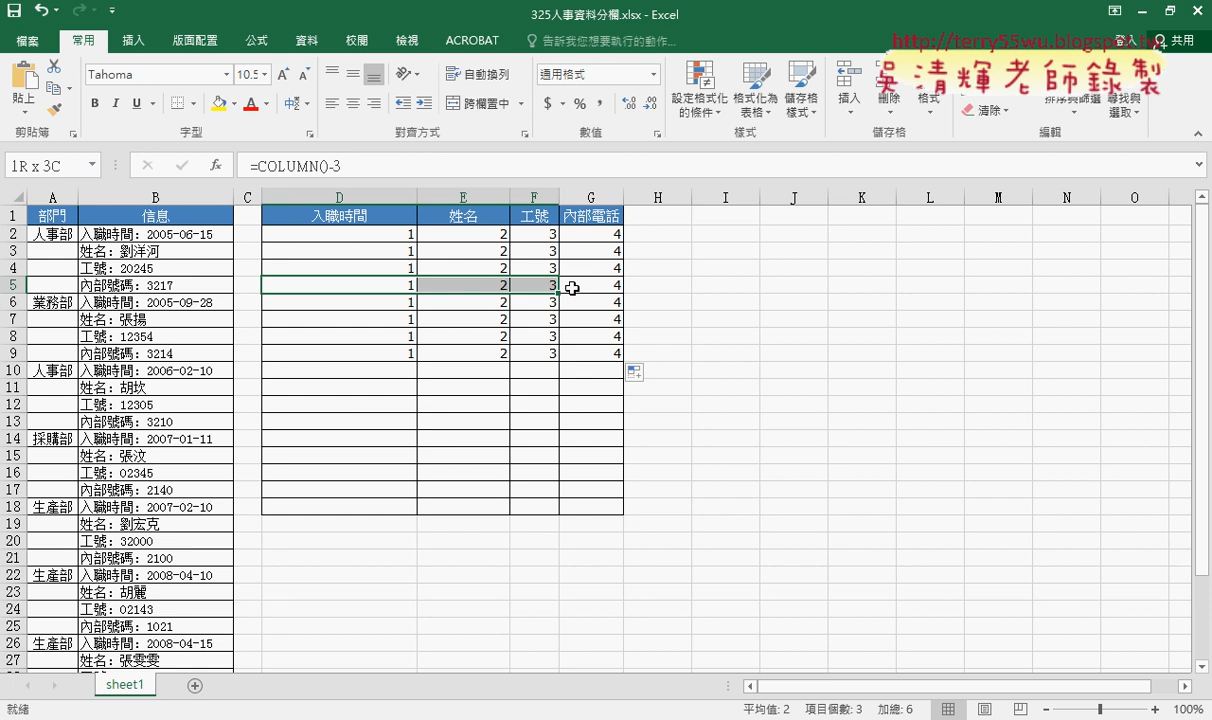 325人事資料分欄.xlsx - Excel
檔案 常用 插入 版面配置 公式 資料 校閱 檢視 ACROBAT 告訴我您想要執行的動作... 登入 共用
http://terry55wu.blogspot.tw
吳清輝老師錄製
貼上 Tahoma 10.5 自動換列 通用格式 設定格式化的條件 格式化為表格 儲存格樣式 插入 刪除 格式 排序與篩選 尋找與選取
B I U 跨欄置中 $ % , 清除
剪貼簿 字型 對齊方式 數值 樣式 儲存格 編輯
1R x 3C fx =COLUMN()-3
A B C D E F G H I J K L M N O
1 部門 信息 入職時間 姓名 工號 內部電話
2 人事部 入職時間：2005-06-15 1 2 3 4
3 姓名：劉洋河 1 2 3 4
4 工號：20245 1 2 3 4
5 內部號碼：3217 1 2 3 4
6 業務部 入職時間：2005-09-28 1 2 3 4
7 姓名：張揚 1 2 3 4
8 工號：12354 1 2 3 4
9 內部號碼：3214 1 2 3 4
10 人事部 入職時間：2006-02-10
11 姓名：胡坎
12 工號：12305
13 內部號碼：3210
14 採購部 入職時間：2007-01-11
15 姓名：張汶
16 工號：02345
17 內部號碼：2140
18 生產部 入職時間：2007-02-10
19 姓名：劉宏克
20 工號：32000
21 內部號碼：2100
22 生產部 入職時間：2008-04-10
23 姓名：胡麗
24 工號：02143
25 內部號碼：1021
26 生產部 入職時間：2008-04-15
27 姓名：張雯雯
sheet1
就緒 平均值: 2 項目個數: 3 加總: 6 100%